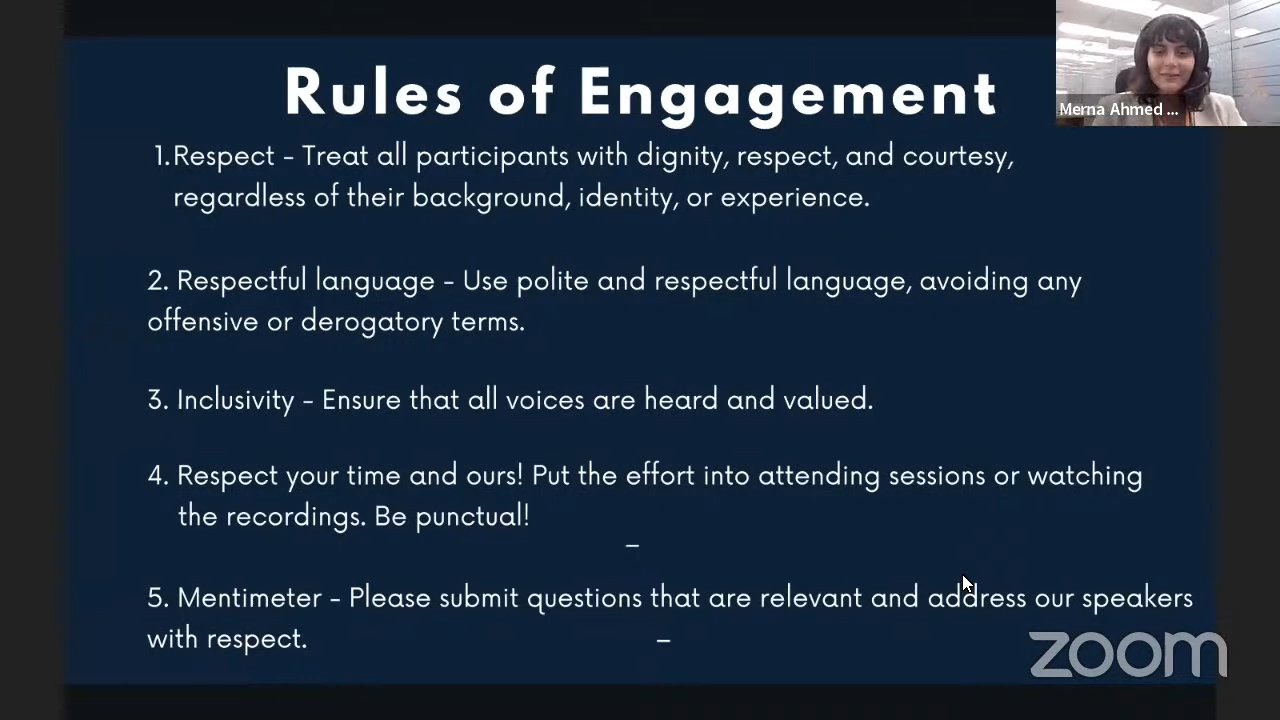 Rules of Engagement
Merna Ahmed ...
1. Respect - Treat all participants with dignity, respect, and courtesy,
regardless of their background, identity, or experience.
2. Respectful language - Use polite and respectful language, avoiding any
offensive or derogatory terms.
3. Inclusivity - Ensure that all voices are heard and valued.
4. Respect your time and ours! Put the effort into attending sessions or watching
the recordings. Be punctual!
–
5. Mentimeter - Please submit questions that are relevant and address our speakers
with respect.
–
zoom